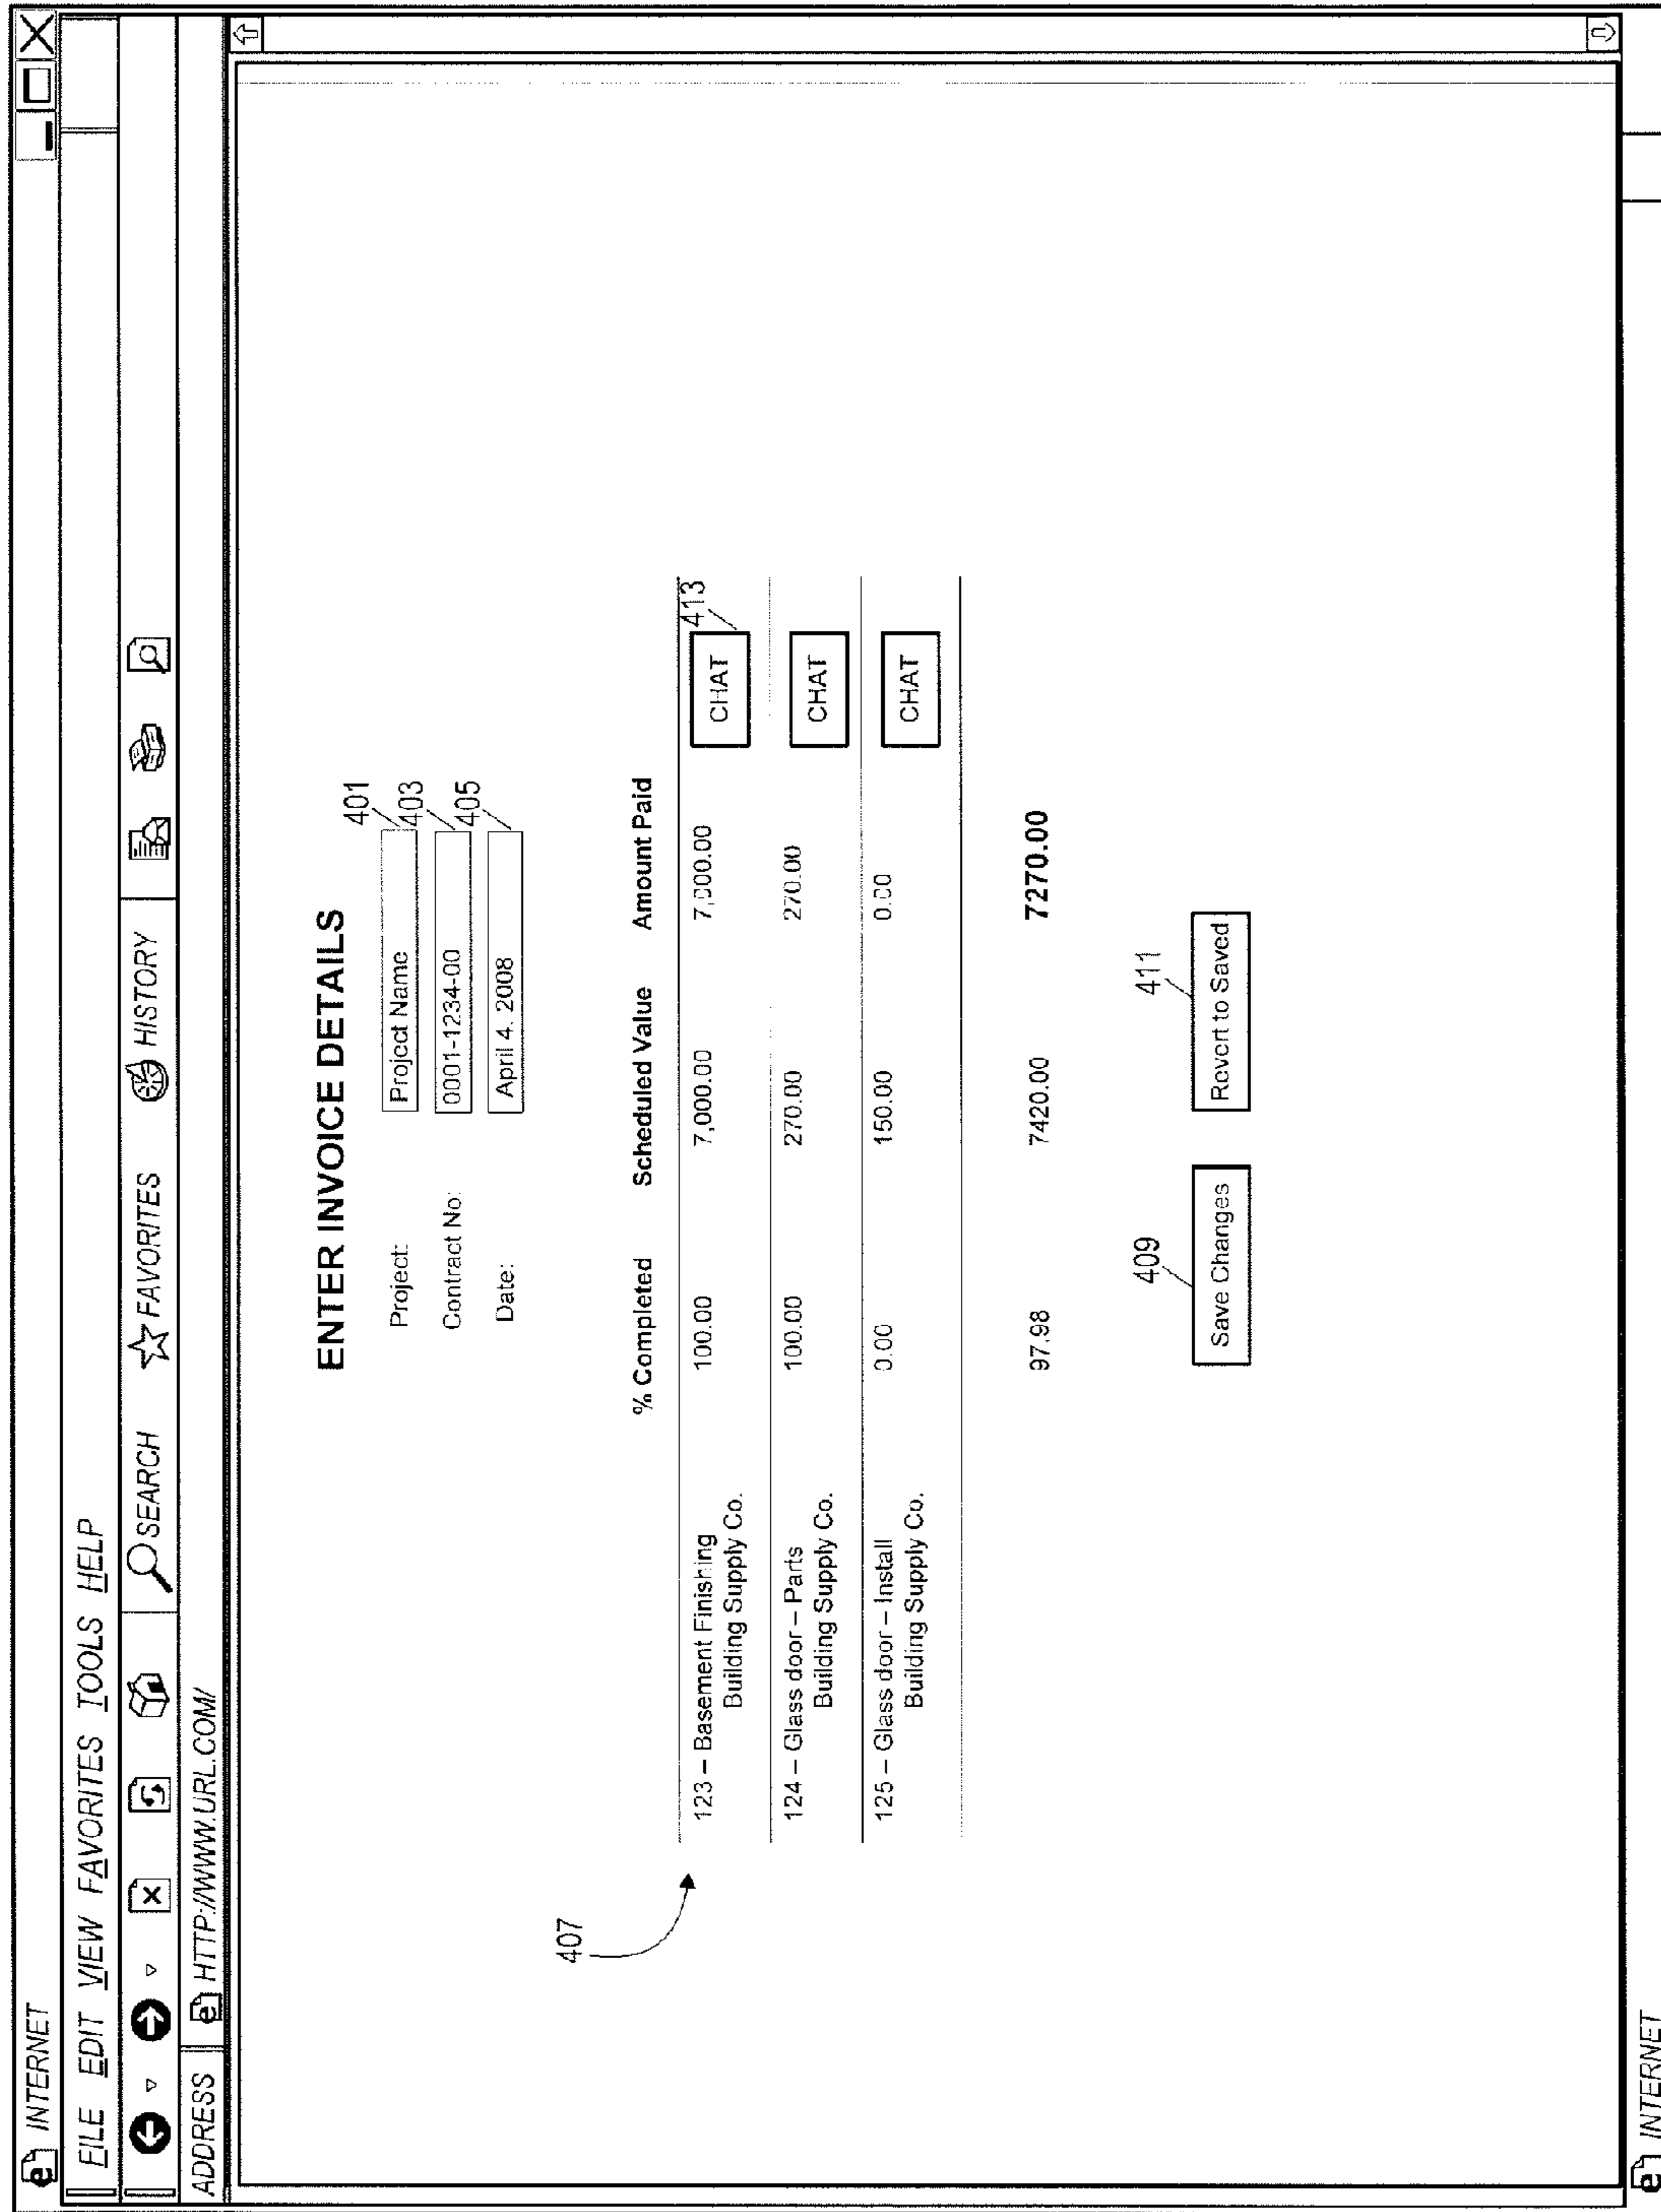 INTERNET
FILE EDIT VIEW FAVORITES TOOLS HELP
SEARCH FAVORITES HISTORY
ADDRESS HTTP://WWW.URL.COM/
ENTER INVOICE DETAILS
401
Project: Project Name
403
Contract No: 0001-1234-00
405
Date: April 4, 2008
407
% Completed Scheduled Value Amount Paid
413
123 – Basement Finishing 100.00 7,000.00 7,000.00 CHAT
Building Supply Co.
124 – Glass door – Parts 100.00 270.00 270.00 CHAT
Building Supply Co.
125 – Glass door – Install 0.00 150.00 0.00 CHAT
Building Supply Co.
97.98 7420.00 7270.00
409 411
Save Changes Revert to Saved
INTERNET